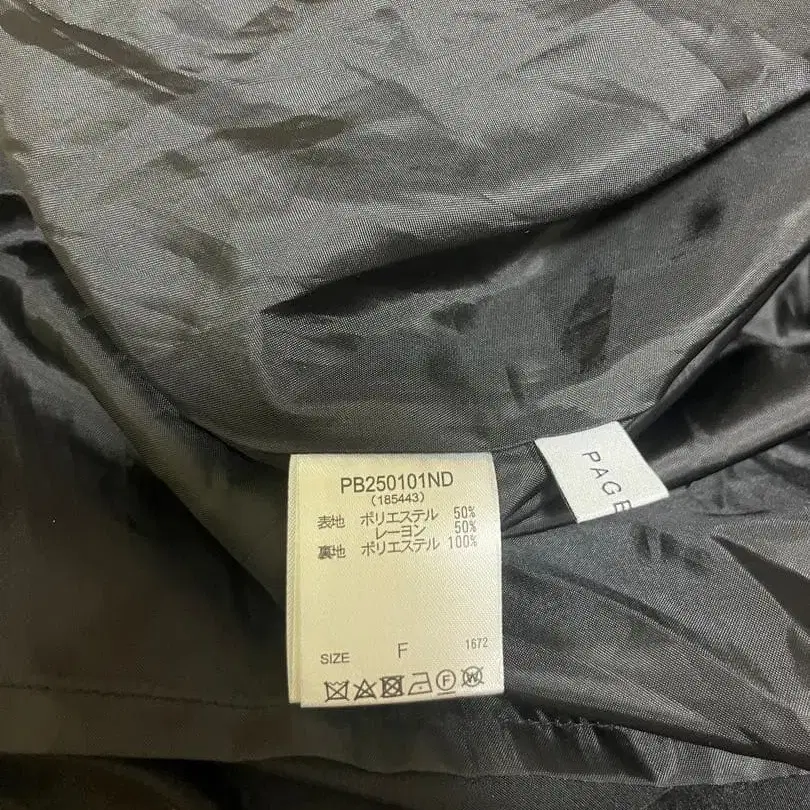 PB250101ND
(185443)
表地 ポリエステル 50%
レーヨン 50%
裏地 ポリエステル 100%
SIZE F 1672
F W
PAGE